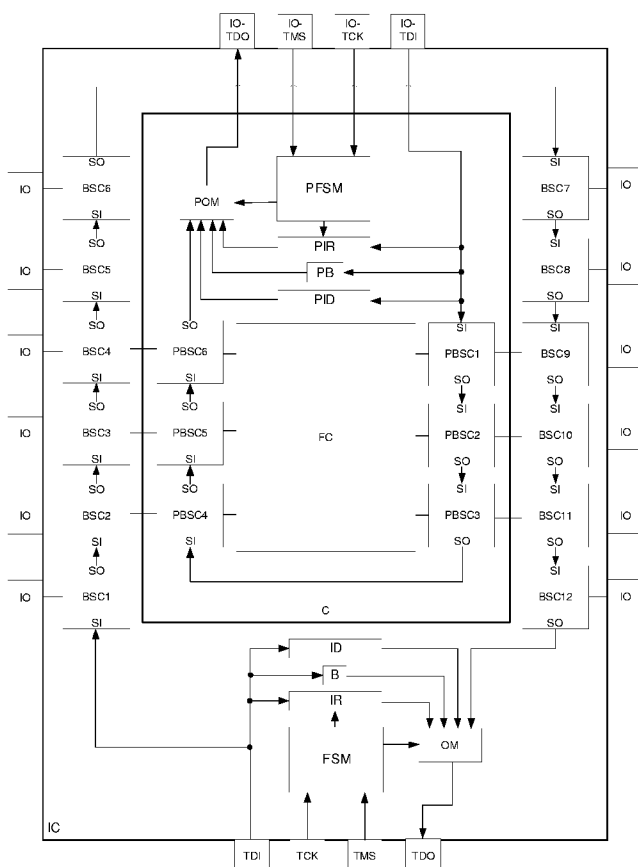 IO-TDO IO-TMS IO-TCK IO-TDI
SO SI
IO BSC6 POM PFSM BSC7 IO
SI SO
SO PIR SI
IO BSC5 PB BSC8 IO
SI PID SO
SO SO SI SI
IO BSC4 PBSC6 PBSC1 BSC9 IO
SI SI SO SO
SO SO SI SI
IO BSC3 PBSC5 FC PBSC2 BSC10 IO
SI SI SO SO
SO SO SI SI
IO BSC2 PBSC4 PBSC3 BSC11 IO
SI SI SO SO
SO SI
IO BSC1 C BSC12 IO
SI SO
ID
B
IR
FSM OM
IC
TDI TCK TMS TDO